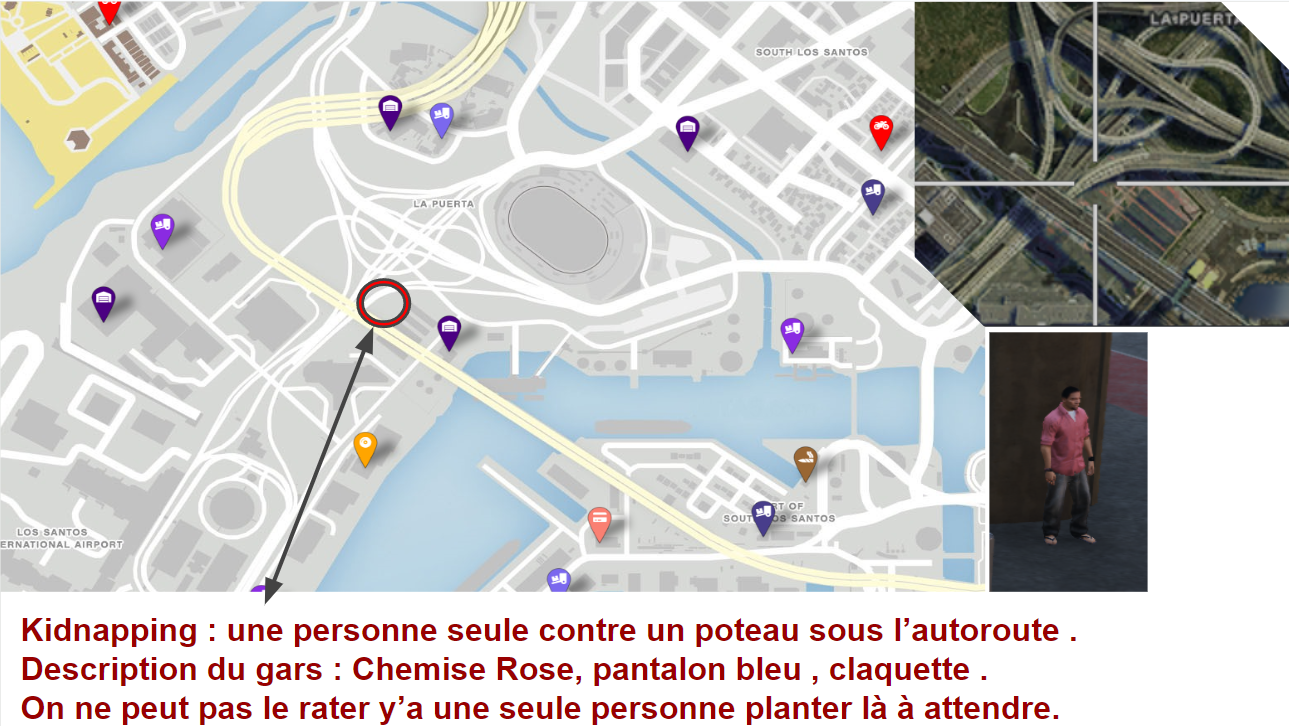 LA PUERTA
SOUTH LOS SANTOS
LA PUERTA
LOS SANTOS
ERNATIONAL AIRPORT
RT OF
SOUTH LOS SANTOS
Kidnapping : une personne seule contre un poteau sous l’autoroute .
Description du gars : Chemise Rose, pantalon bleu , claquette .
On ne peut pas le rater y’a une seule personne planter là à attendre.